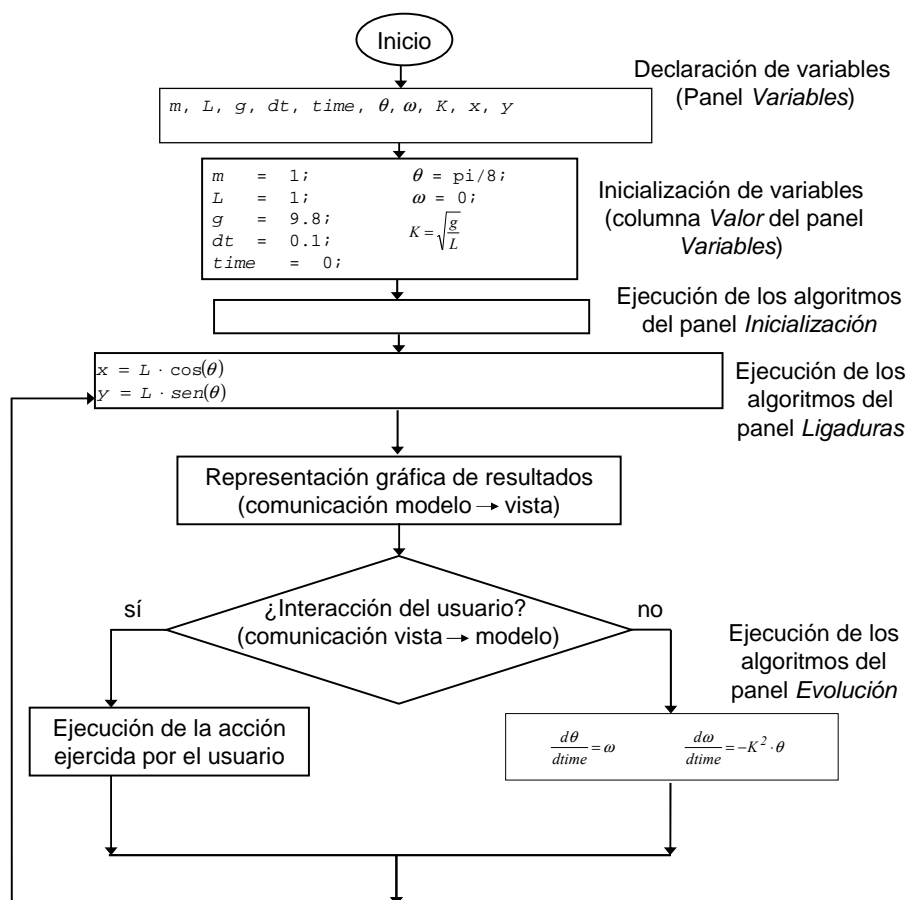 Inicio
Declaración de variables
(Panel Variables)
m, L, g, dt, time, θ, ω, K, x, y
m = 1; θ = pi/8;
L = 1; ω = 0;
g = 9.8; K = √(g/L)
dt = 0.1;
time = 0;
Inicialización de variables
(columna Valor del panel
Variables)
Ejecución de los algoritmos
del panel Inicialización
x = L · cos(θ)
y = L · sen(θ)
Ejecución de los
algoritmos del
panel Ligaduras
Representación gráfica de resultados
(comunicación modelo → vista)
¿Interacción del usuario?
(comunicación vista → modelo)
sí
no
Ejecución de los
algoritmos del
panel Evolución
Ejecución de la acción
ejercida por el usuario
dθ/dtime = ω dω/dtime = -K² · θ